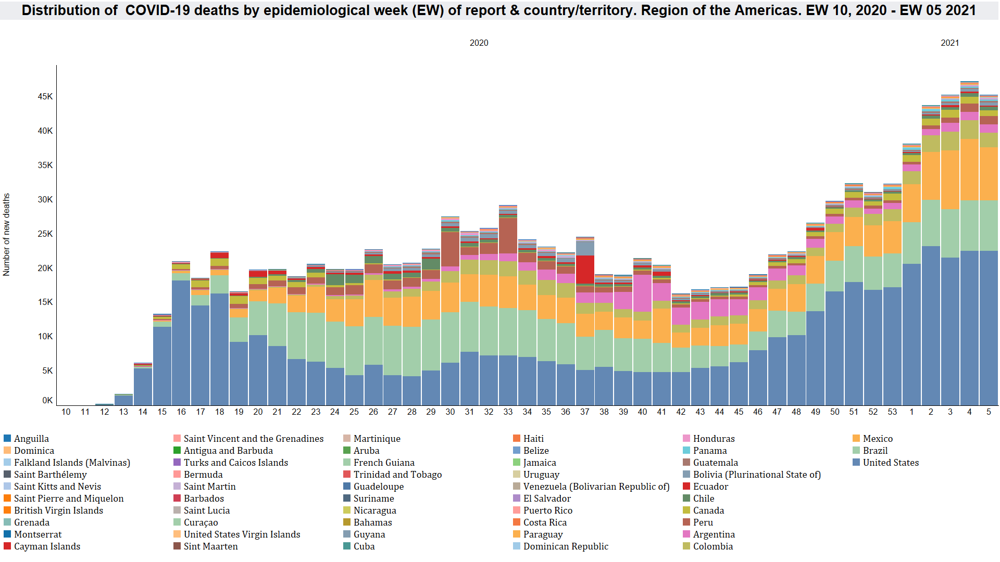 Distribution of  COVID-19 deaths by epidemiological week (EW) of report & country/territory. Region of the Americas. EW 10, 2020 - EW 05 2021
2020 2021
Number of new deaths
45K
40K
35K
30K
25K
20K
15K
10K
5K
0K
10 11 12 13 14 15 16 17 18 19 20 21 22 23 24 25 26 27 28 29 30 31 32 33 34 35 36 37 38 39 40 41 42 43 44 45 46 47 48 49 50 51 52 53 1 2 3 4 5
Anguilla
Dominica
Falkland Islands (Malvinas)
Saint Barthélemy
Saint Kitts and Nevis
Saint Pierre and Miquelon
British Virgin Islands
Grenada
Montserrat
Cayman Islands
Saint Vincent and the Grenadines
Antigua and Barbuda
Turks and Caicos Islands
Bermuda
Saint Martin
Barbados
Saint Lucia
Curaçao
United States Virgin Islands
Sint Maarten
Martinique
Aruba
French Guiana
Trinidad and Tobago
Guadeloupe
Suriname
Nicaragua
Bahamas
Guyana
Cuba
Haiti
Belize
Jamaica
Uruguay
Venezuela (Bolivarian Republic of)
El Salvador
Puerto Rico
Costa Rica
Paraguay
Dominican Republic
Honduras
Panama
Guatemala
Bolivia (Plurinational State of)
Ecuador
Chile
Canada
Peru
Argentina
Colombia
Mexico
Brazil
United States